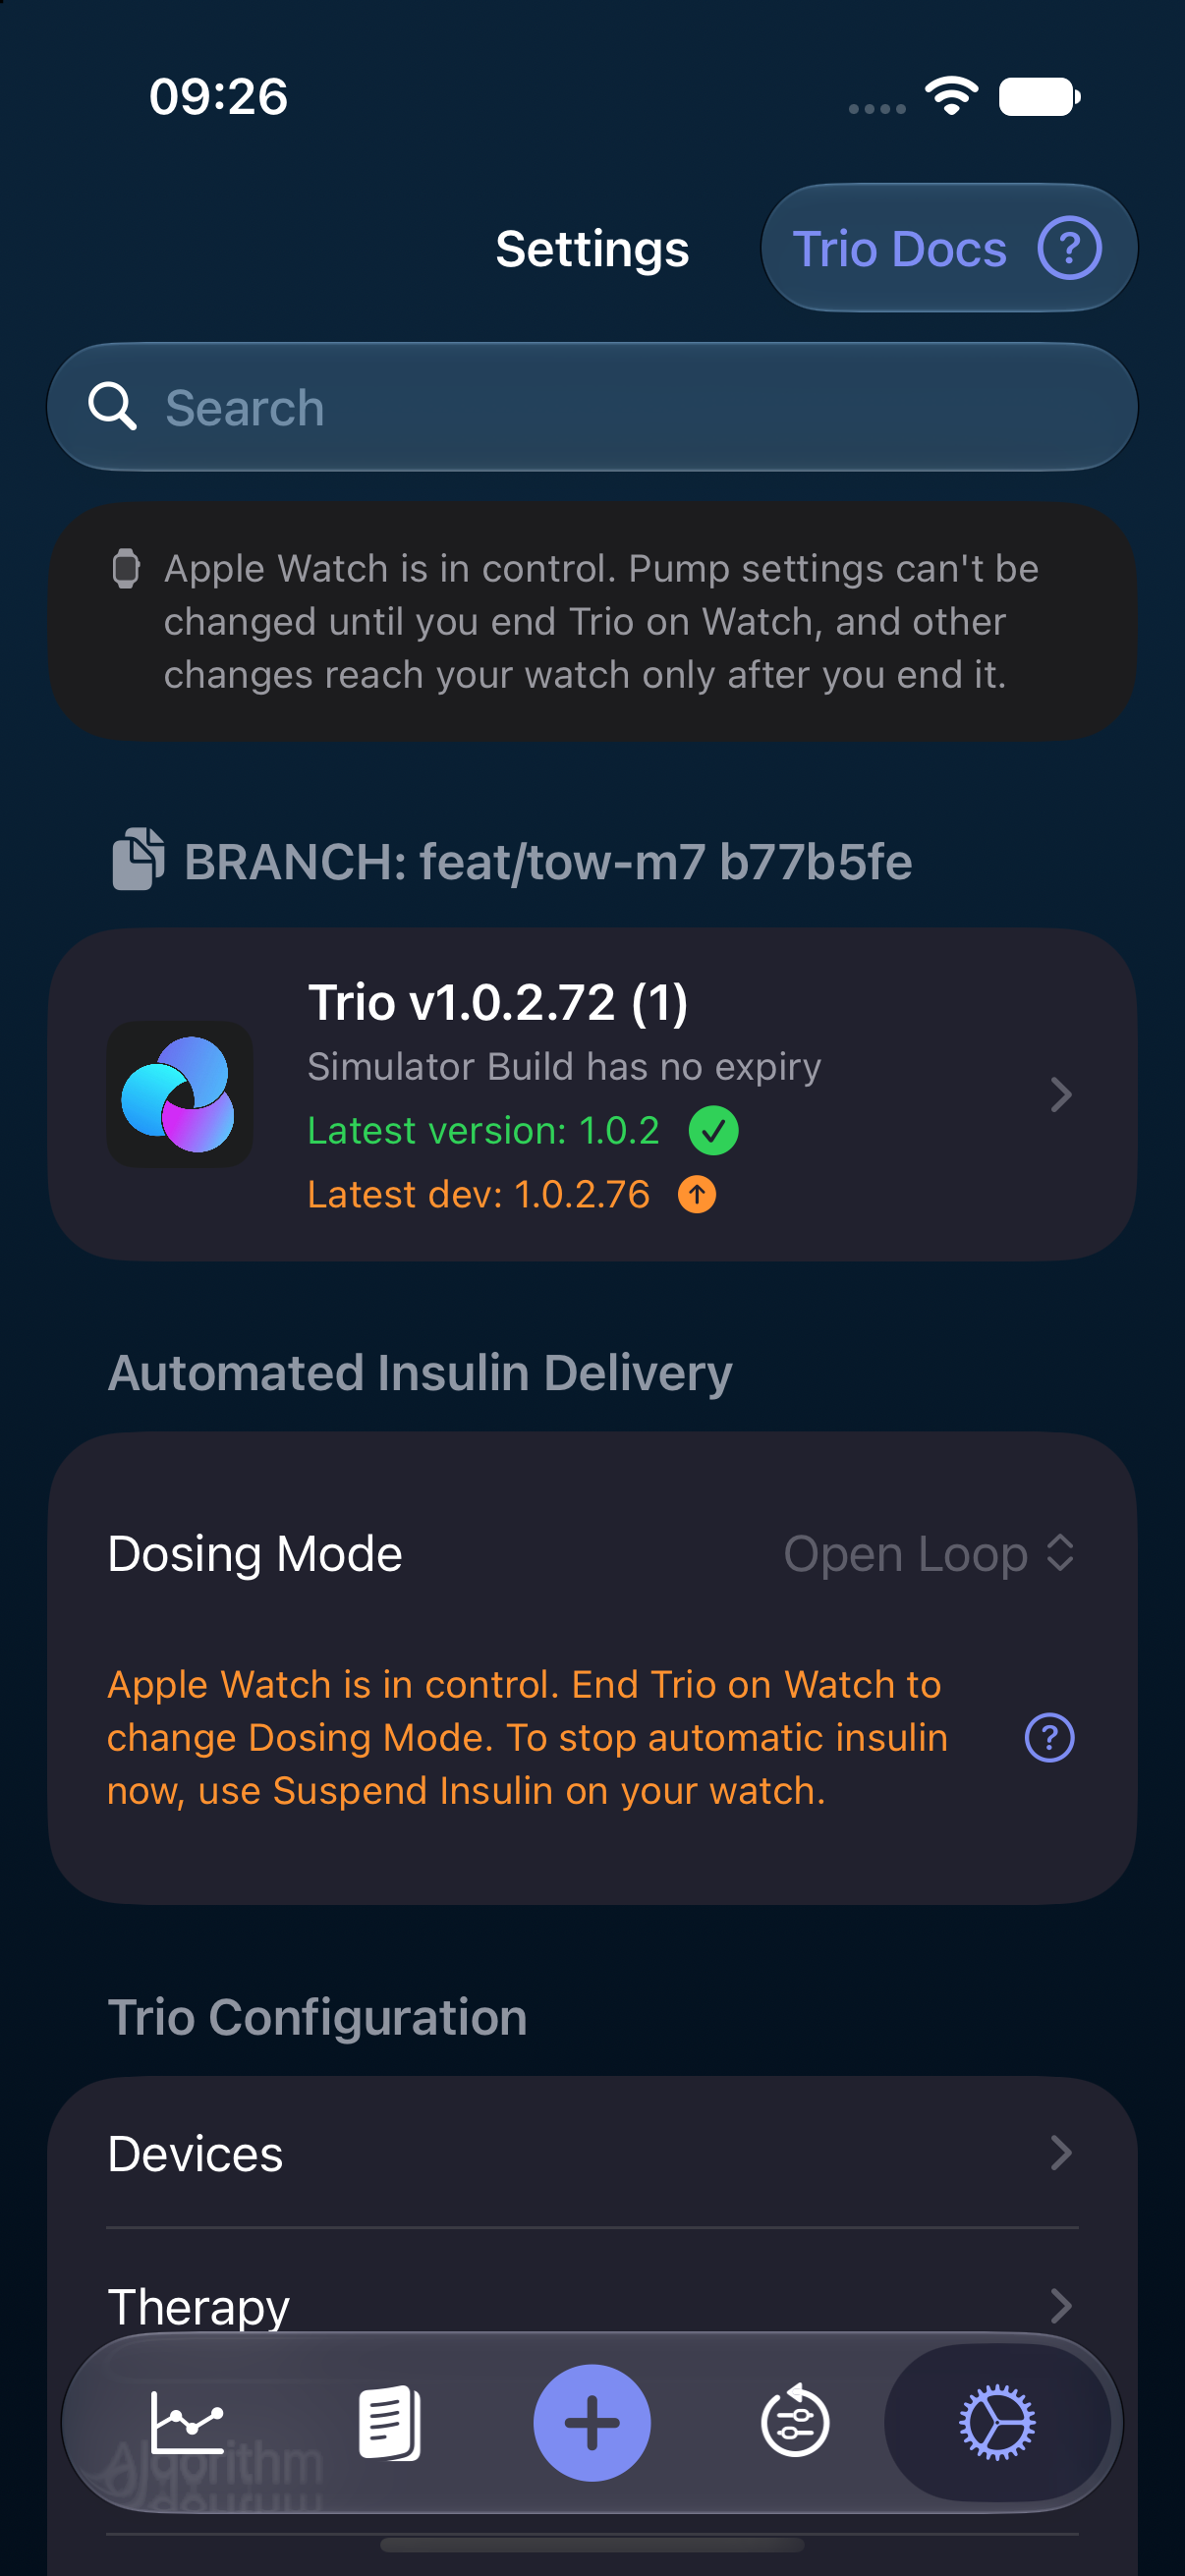 09:26
Settings
Trio Docs ?
Search
Apple Watch is in control. Pump settings can't be
changed until you end Trio on Watch, and other
changes reach your watch only after you end it.
BRANCH: feat/tow-m7 b77b5fe
Trio v1.0.2.72 (1)
Simulator Build has no expiry
Latest version: 1.0.2
Latest dev: 1.0.2.76
Automated Insulin Delivery
Dosing Mode
Open Loop
Apple Watch is in control. End Trio on Watch to
change Dosing Mode. To stop automatic insulin
now, use Suspend Insulin on your watch.
?
Trio Configuration
Devices
Therapy
Algorithm